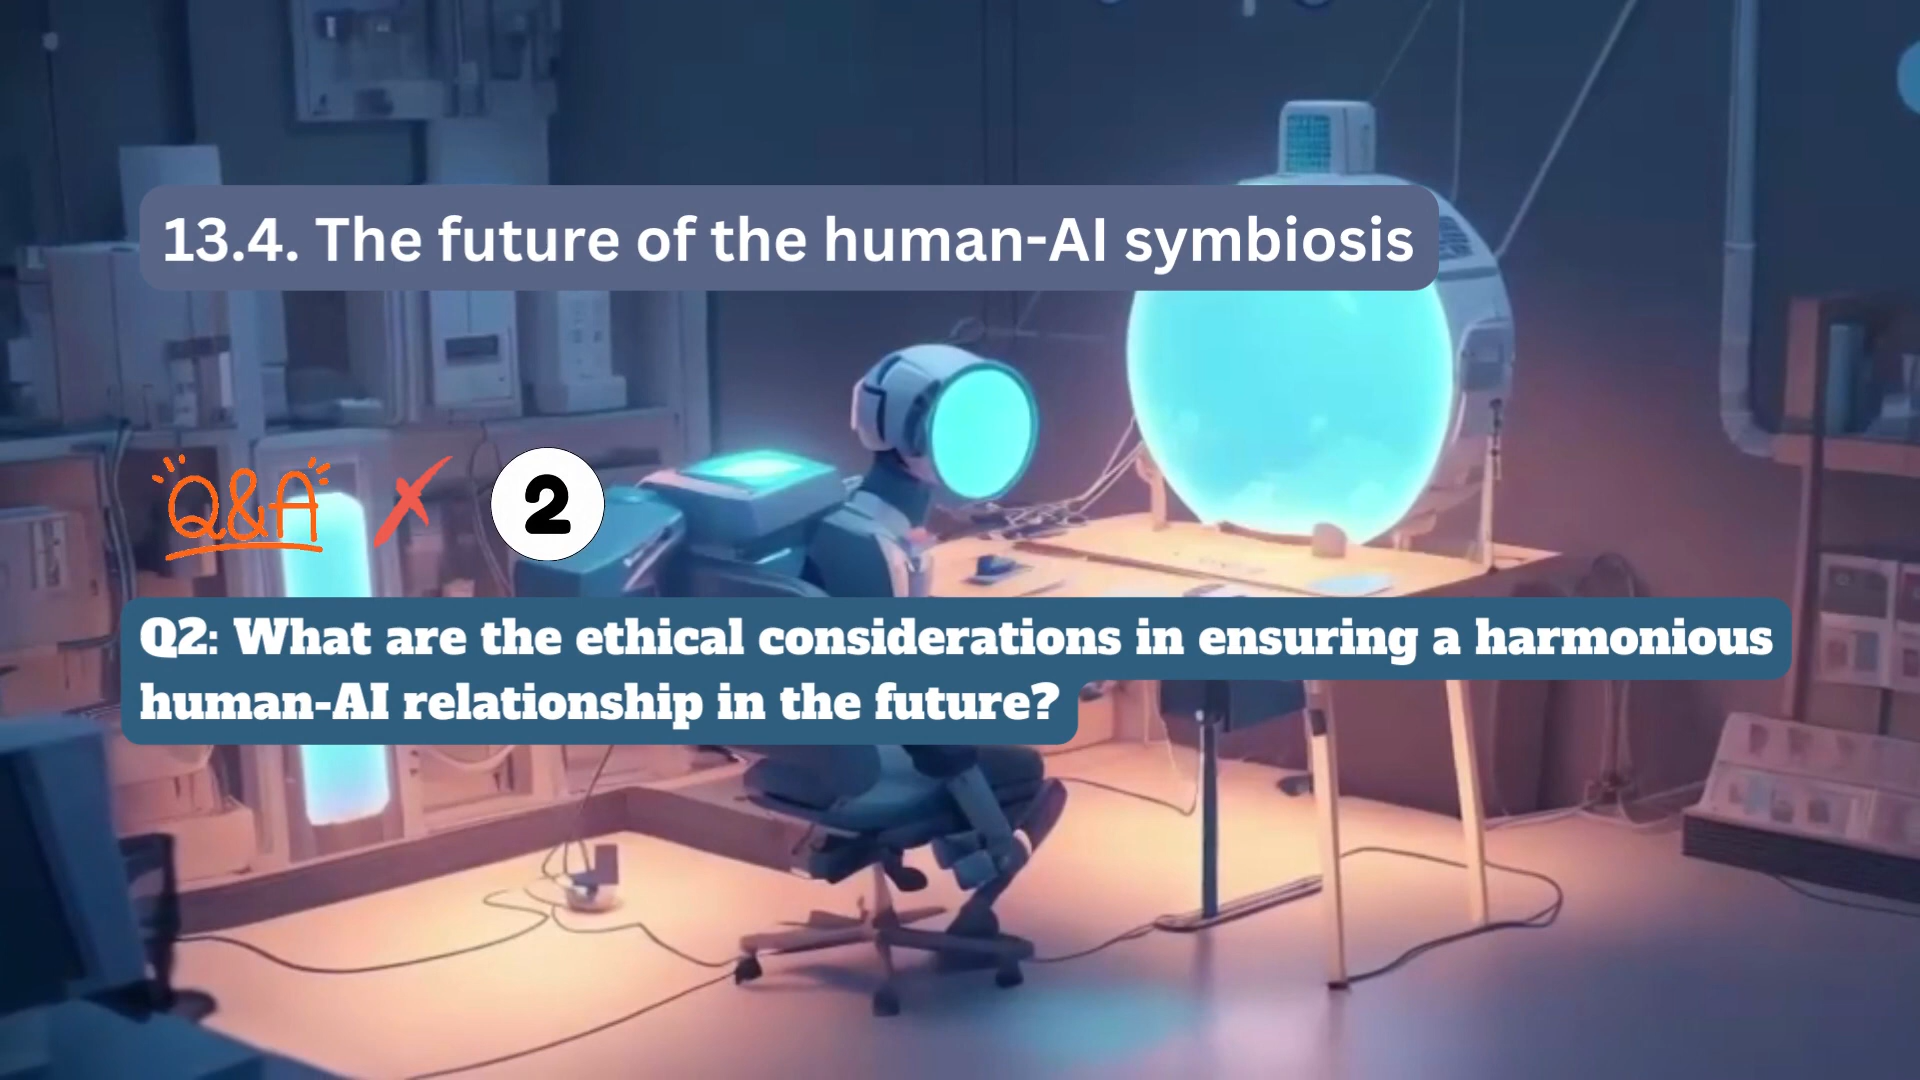 13.4. The future of the human-AI symbiosis
Q&A
2
Q2: What are the ethical considerations in ensuring a harmonious
human-AI relationship in the future?